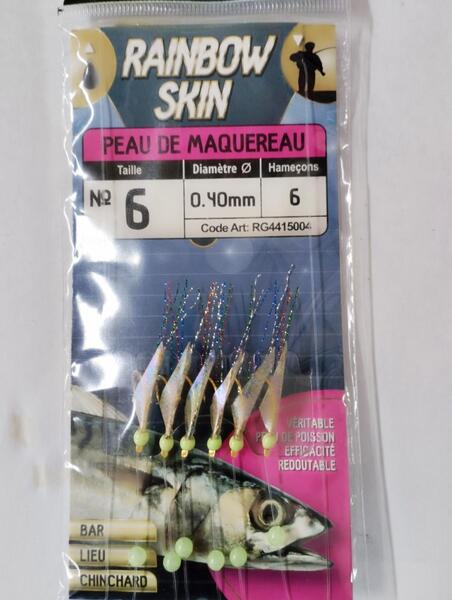 RAINBOW
SKIN
PEAU DE MAQUEREAU
Taille Diamètre Ø Hameçons
Nº 6 0.40mm 6
Code Art: RG4415004
VÉRITABLE
PEAU DE POISSON
EFFICACITÉ
REDOUTABLE
BAR
LIEU
CHINCHARD